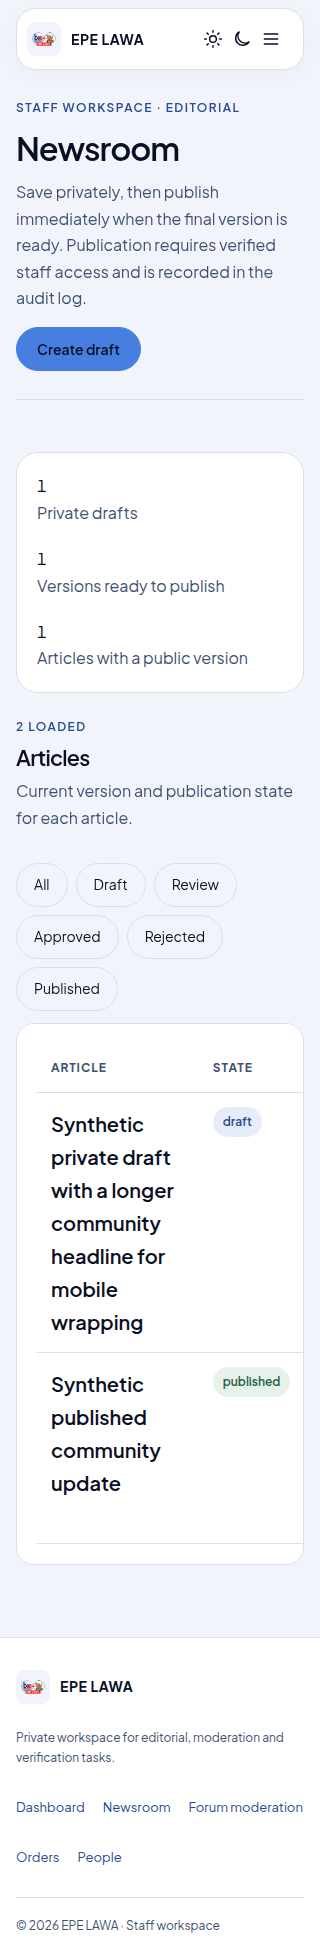 EPE LAWA
STAFF WORKSPACE · EDITORIAL
Newsroom
Save privately, then publish
immediately when the final version is
ready. Publication requires verified
staff access and is recorded in the
audit log.
Create draft
1
Private drafts
1
Versions ready to publish
1
Articles with a public version
2 LOADED
Articles
Current version and publication state
for each article.
All Draft Review
Approved Rejected
Published
ARTICLE STATE
Synthetic draft
private draft
with a longer
community
headline for
mobile
wrapping
Synthetic published
published
community
update
EPE LAWA
Private workspace for editorial, moderation and
verification tasks.
Dashboard Newsroom Forum moderation
Orders People
© 2026 EPE LAWA · Staff workspace